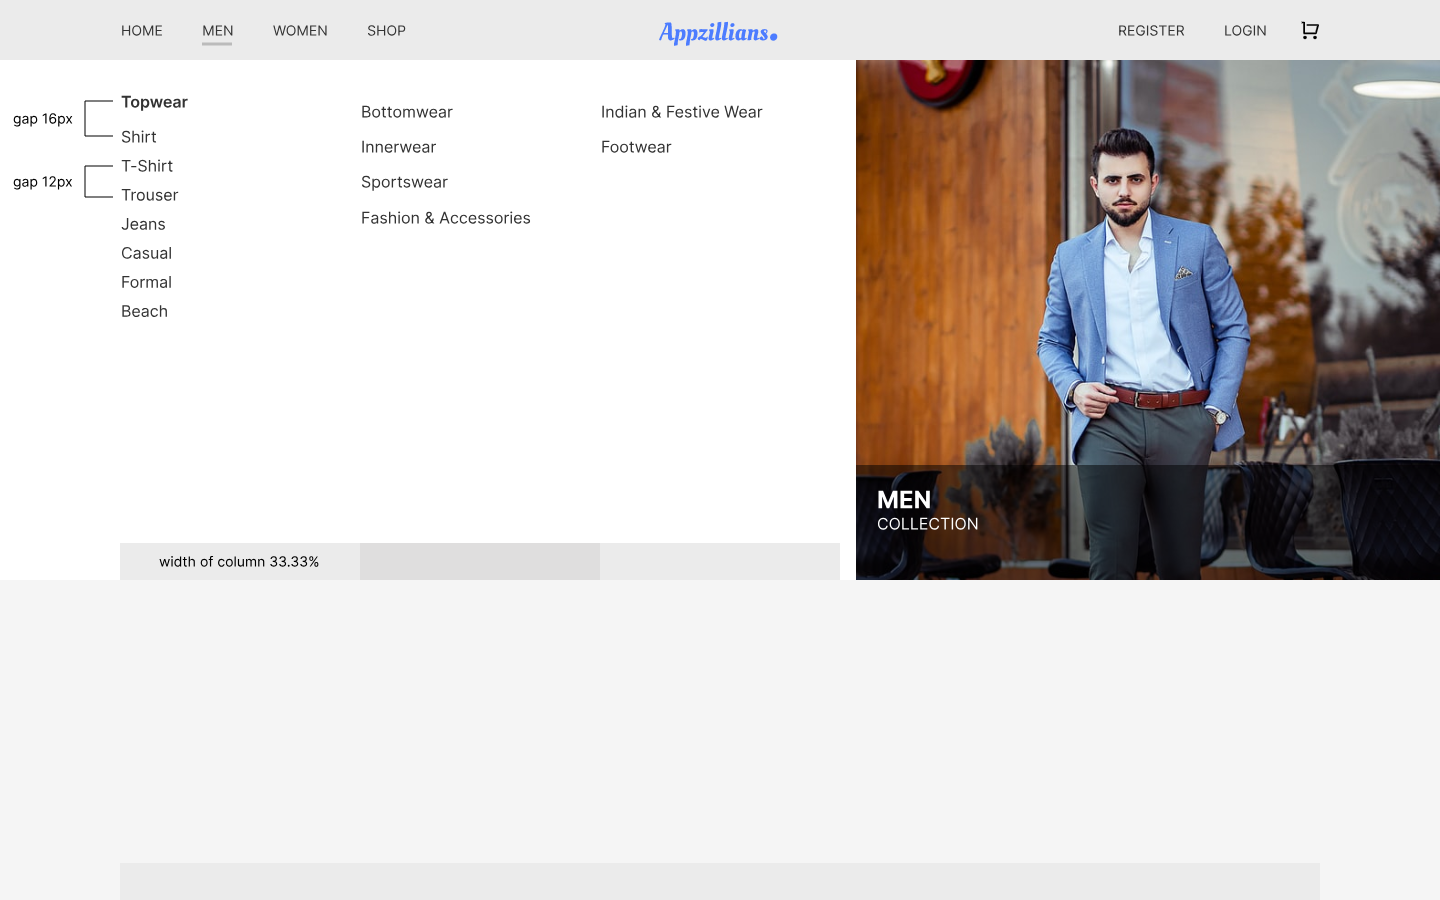 HOME MEN WOMEN SHOP Appzillians. REGISTER LOGIN
gap 16px
gap 12px
Topwear
Shirt
T-Shirt
Trouser
Jeans
Casual
Formal
Beach
Bottomwear
Innerwear
Sportswear
Fashion & Accessories
Indian & Festive Wear
Footwear
MEN
COLLECTION
width of column 33.33%